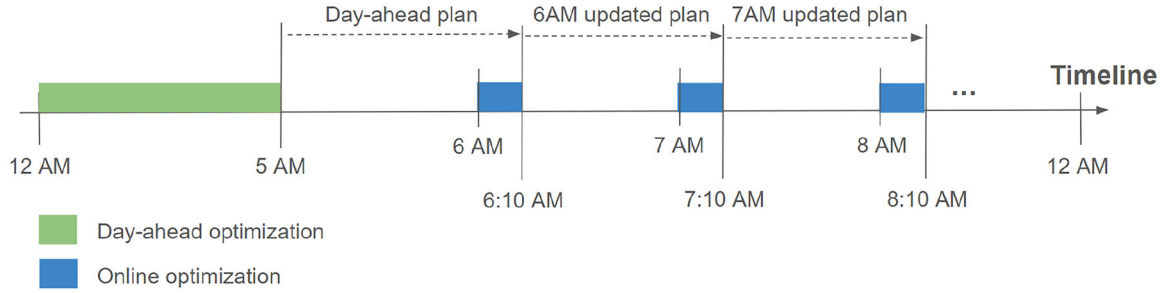 Day-ahead plan
6AM updated plan
7AM updated plan
Timeline
...
12 AM
5 AM
6 AM
6:10 AM
7 AM
7:10 AM
8 AM
8:10 AM
12 AM
Day-ahead optimization
Online optimization